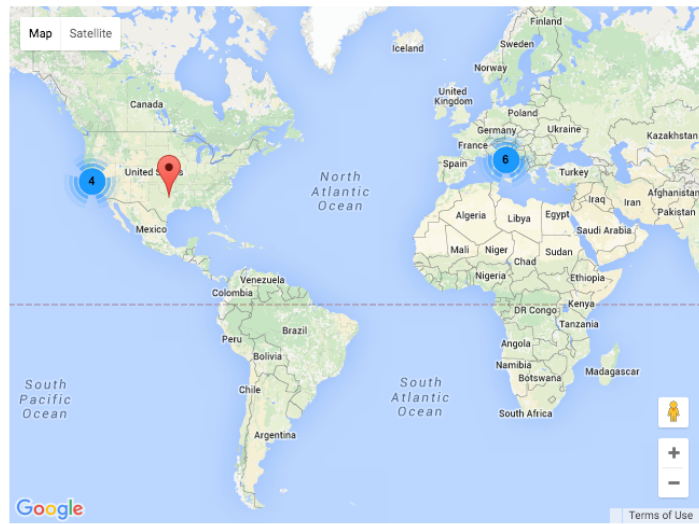 Map
Satellite
Finland
Iceland
Sweden
Norway
Canada
United
Kingdom
Poland
Germany
Ukraine
France
Kazakhstan
4
United States
6
Spain
Turkey
North
Atlantic
Ocean
Afghanistan
Iraq
Iran
Pakistan
Algeria
Libya
Egypt
Saudi Arabia
Mexico
Mali
Niger
Sudan
Chad
Venezuela
Nigeria
Ethiopia
Colombia
DR Congo
Kenya
Tanzania
Brazil
Peru
Angola
Bolivia
Namibia
Madagascar
Botswana
South
Pacific
Ocean
Chile
South
Atlantic
Ocean
South Africa
Argentina
+
−
Google
Terms of Use